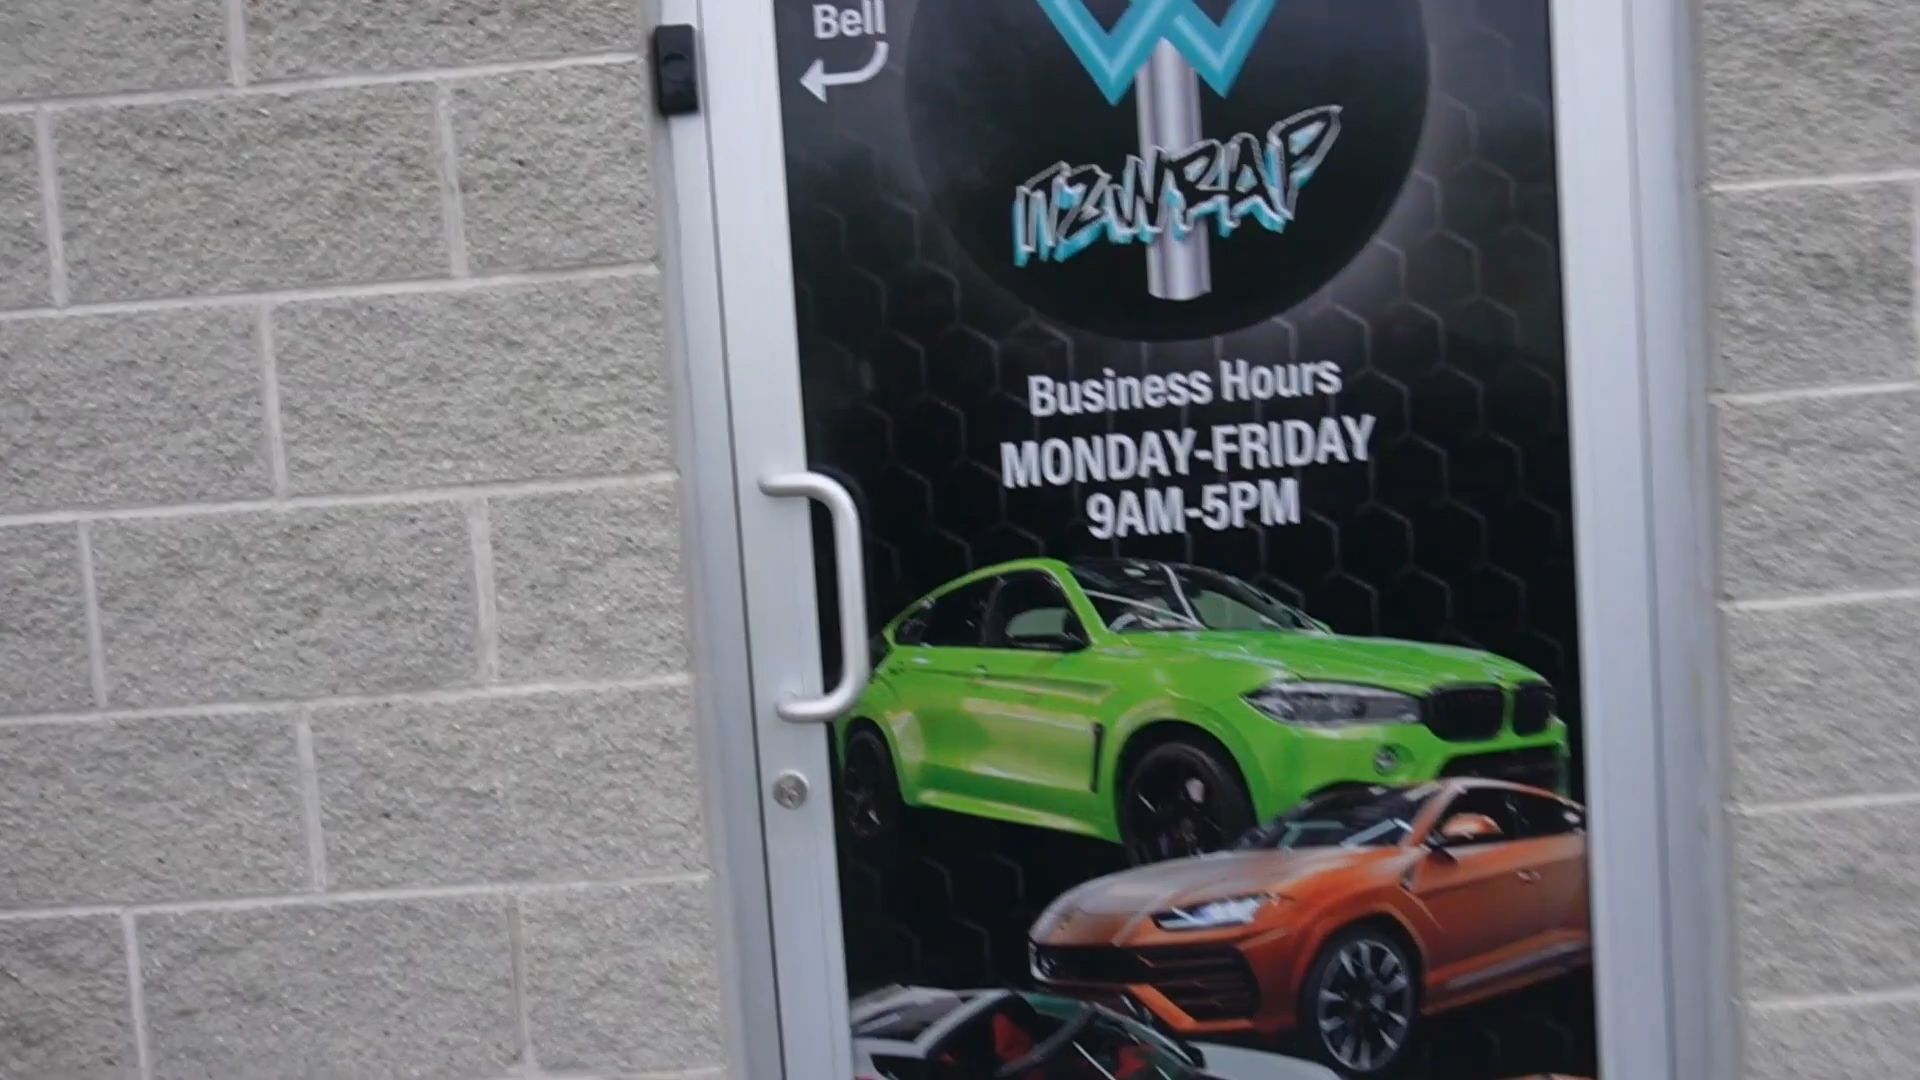 Bell
W
ITZWRAP
Business Hours
MONDAY-FRIDAY
9AM-5PM